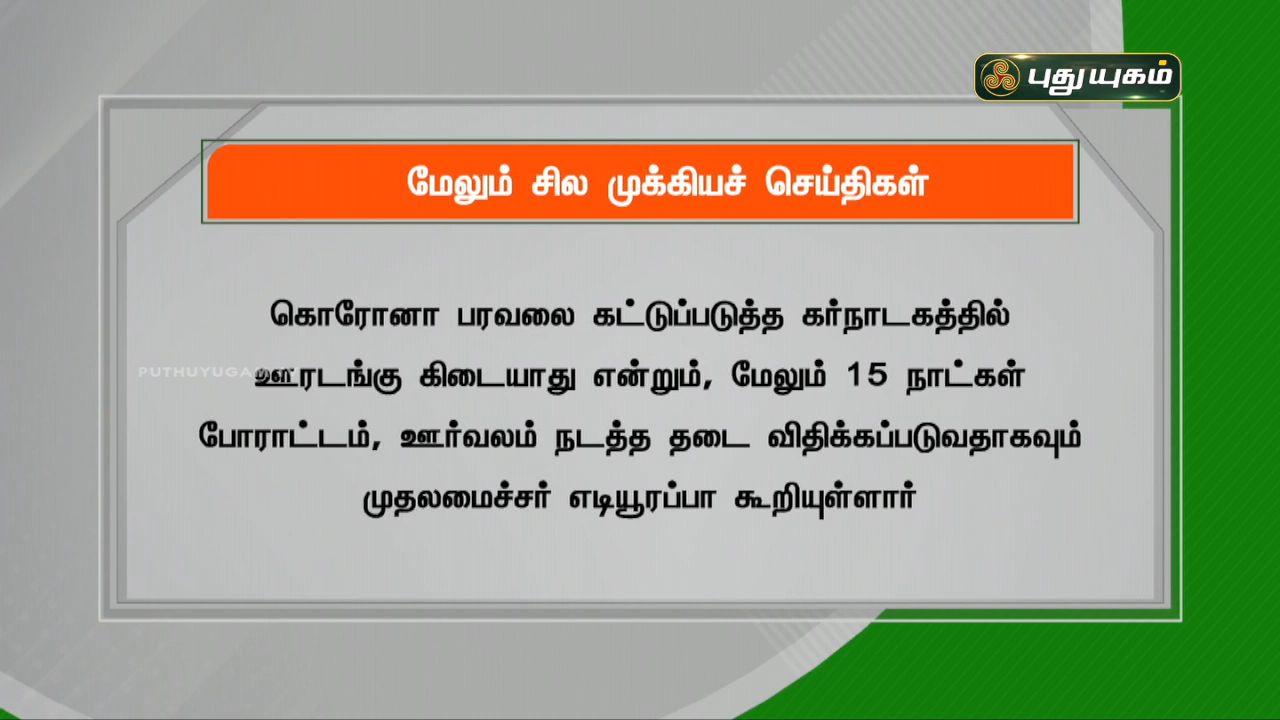 புதுயுகம்
மேலும் சில முக்கியச் செய்திகள்
கொரோனா பரவலை கட்டுப்படுத்த கர்நாடகத்தில்
PUTHUYUGAM
ஊரடங்கு கிடையாது என்றும், மேலும் 15 நாட்கள்
போராட்டம், ஊர்வலம் நடத்த தடை விதிக்கப்படுவதாகவும்
முதலமைச்சர் எடியூரப்பா கூறியுள்ளார்